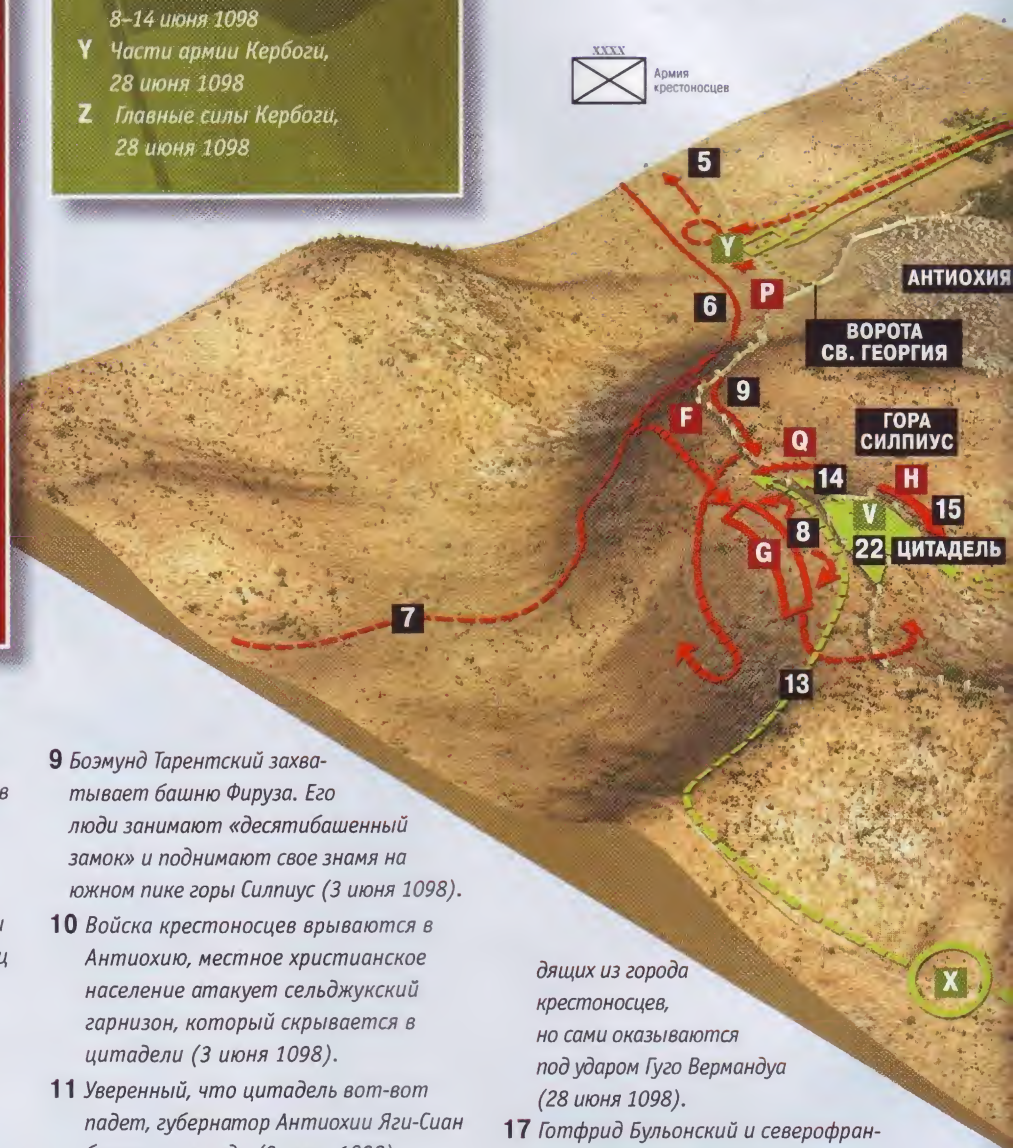 8–14 июня 1098
Y Части армии Кербоги,
28 июня 1098
Z Главные силы Кербоги,
28 июня 1098
XXXX
Армия
крестоносцев
5
Y
P
АНТИОХИЯ
6
ВОРОТА
СВ. ГЕОРГИЯ
9
F
ГОРА
СИЛПИУС
Q
14
H
V
15
8
G
22 ЦИТАДЕЛЬ
7
13
X
9 Боэмунд Тарентский захва-
тывает башню Фируза. Его
люди занимают «десятибашенный
замок» и поднимают свое знамя на
южном пике горы Силпиус (3 июня 1098).
10 Войска крестоносцев врываются в
Антиохию, местное христианское
население атакует сельджукский
гарнизон, который скрывается в
цитадели (3 июня 1098).
11 Уверенный, что цитадель вот-вот
падет, губернатор Антиохии Яги-Сиан
дящих из города
крестоносцев,
но сами оказываются
под ударом Гуго Вермандуа
(28 июня 1098).
17 Готфрид Бульонский и северофран-